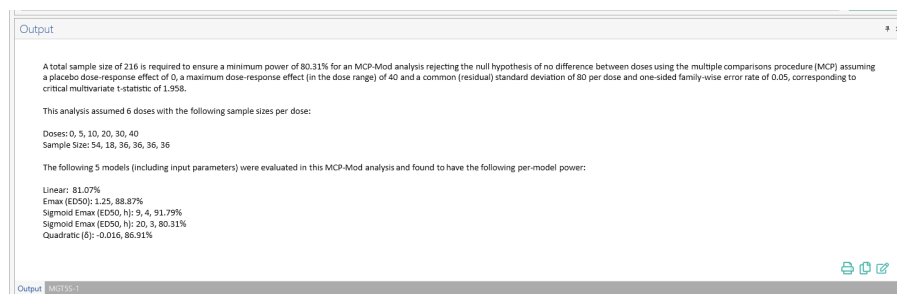 Output
A total sample size of 216 is required to ensure a minimum power of 80.31% for an MCP-Mod analysis rejecting the null hypothesis of no difference between doses using the multiple comparisons procedure (MCP) assuming
a placebo dose-response effect of 0, a maximum dose-response effect (in the dose range) of 40 and a common (residual) standard deviation of 80 per dose and one-sided family-wise error rate of 0.05, corresponding to
critical multivariate t-statistic of 1.958.
This analysis assumed 6 doses with the following sample sizes per dose:
Doses: 0, 5, 10, 20, 30, 40
Sample Size: 54, 18, 36, 36, 36, 36
The following 5 models (including input parameters) were evaluated in this MCP-Mod analysis and found to have the following per-model power:
Linear: 81.07%
Emax (ED50): 1.25, 88.87%
Sigmoid Emax (ED50, h): 9, 4, 91.79%
Sigmoid Emax (ED50, h): 20, 3, 80.31%
Quadratic (δ): -0.016, 86.91%
Output MGT5S-1